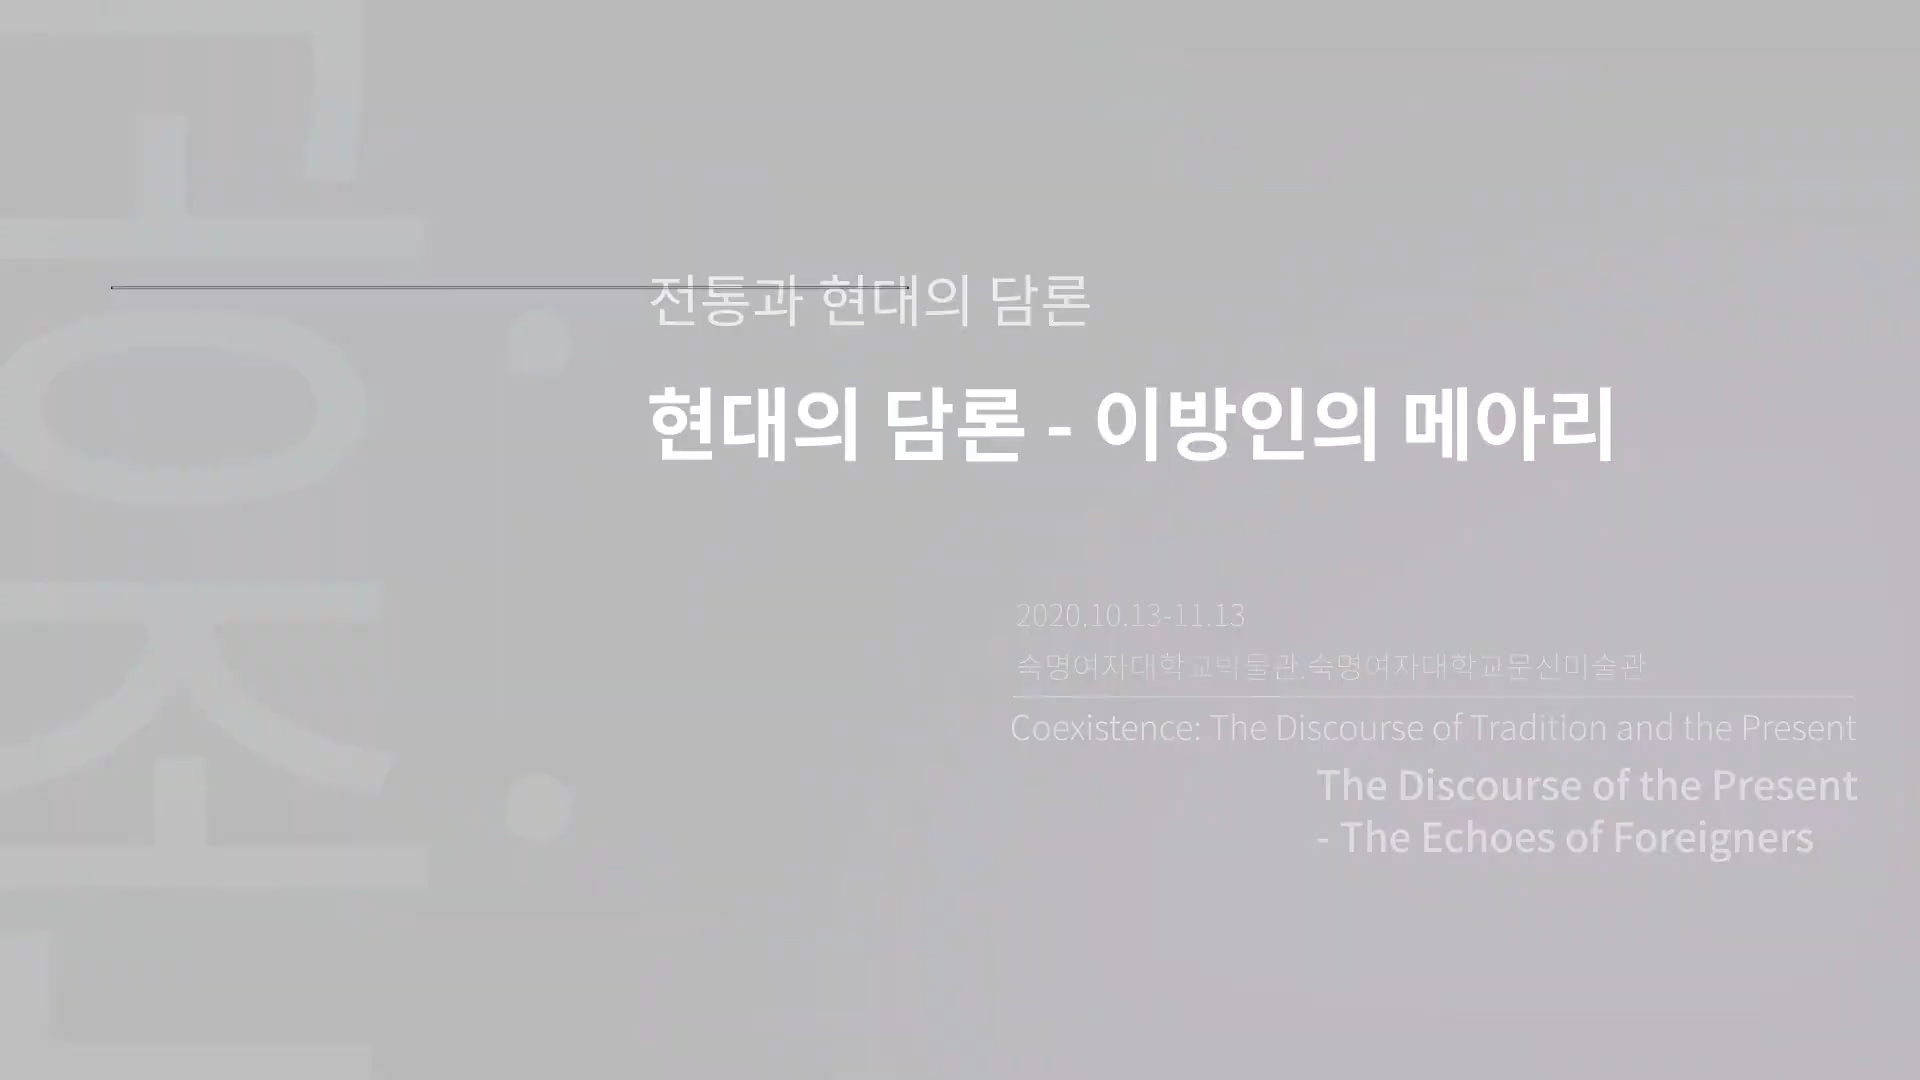 전통과 현대의 담론
현대의 담론 - 이방인의 메아리
2020.10.13-11.13
숙명여자대학교박물관.숙명여자대학교문신미술관
Coexistence: The Discourse of Tradition and the Present
The Discourse of the Present
- The Echoes of Foreigners